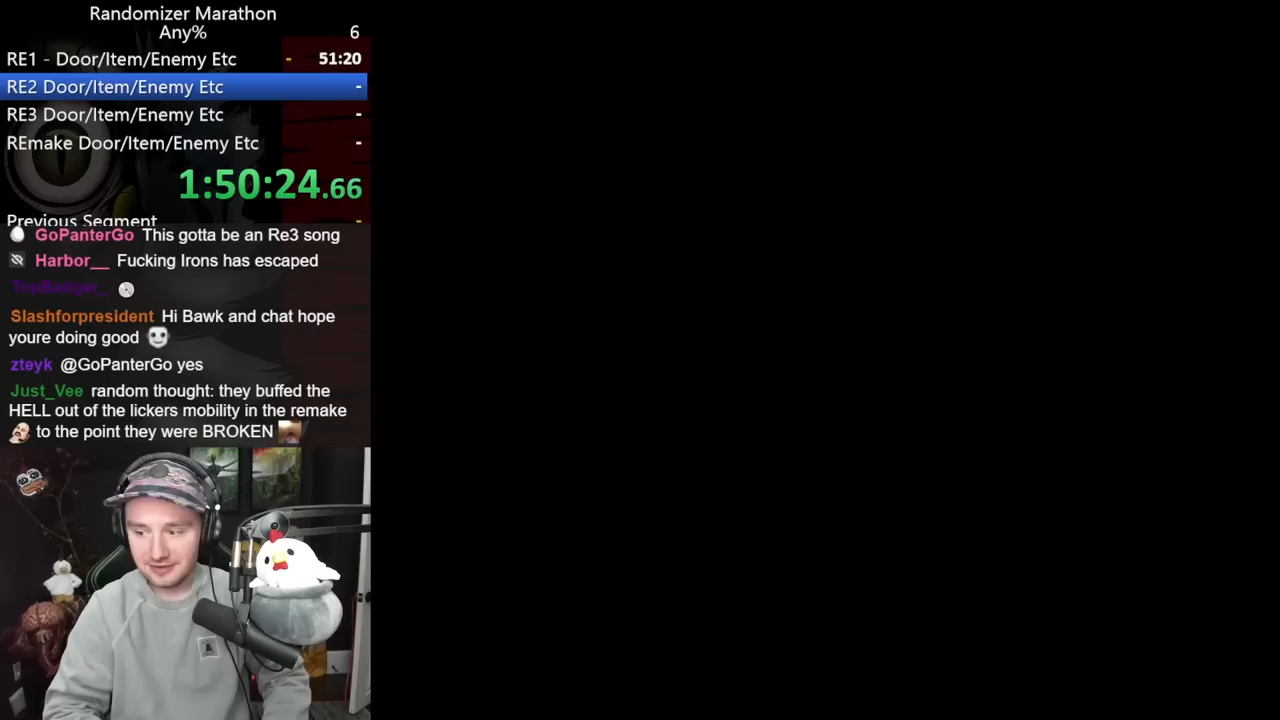 Randomizer Marathon
Any% 6
RE1 - Door/Item/Enemy Etc - 51:20
RE2 Door/Item/Enemy Etc -
RE3 Door/Item/Enemy Etc -
REmake Door/Item/Enemy Etc -
1:50:24.66
Previous Segment -
GoPanterGo This gotta be an Re3 song
Harbor__ Fucking Irons has escaped
TopBadger_
Slashforpresident Hi Bawk and chat hope
youre doing good
zteyk @GoPanterGo yes
Just_Vee random thought: they buffed the
HELL out of the lickers mobility in the remake
to the point they were BROKEN